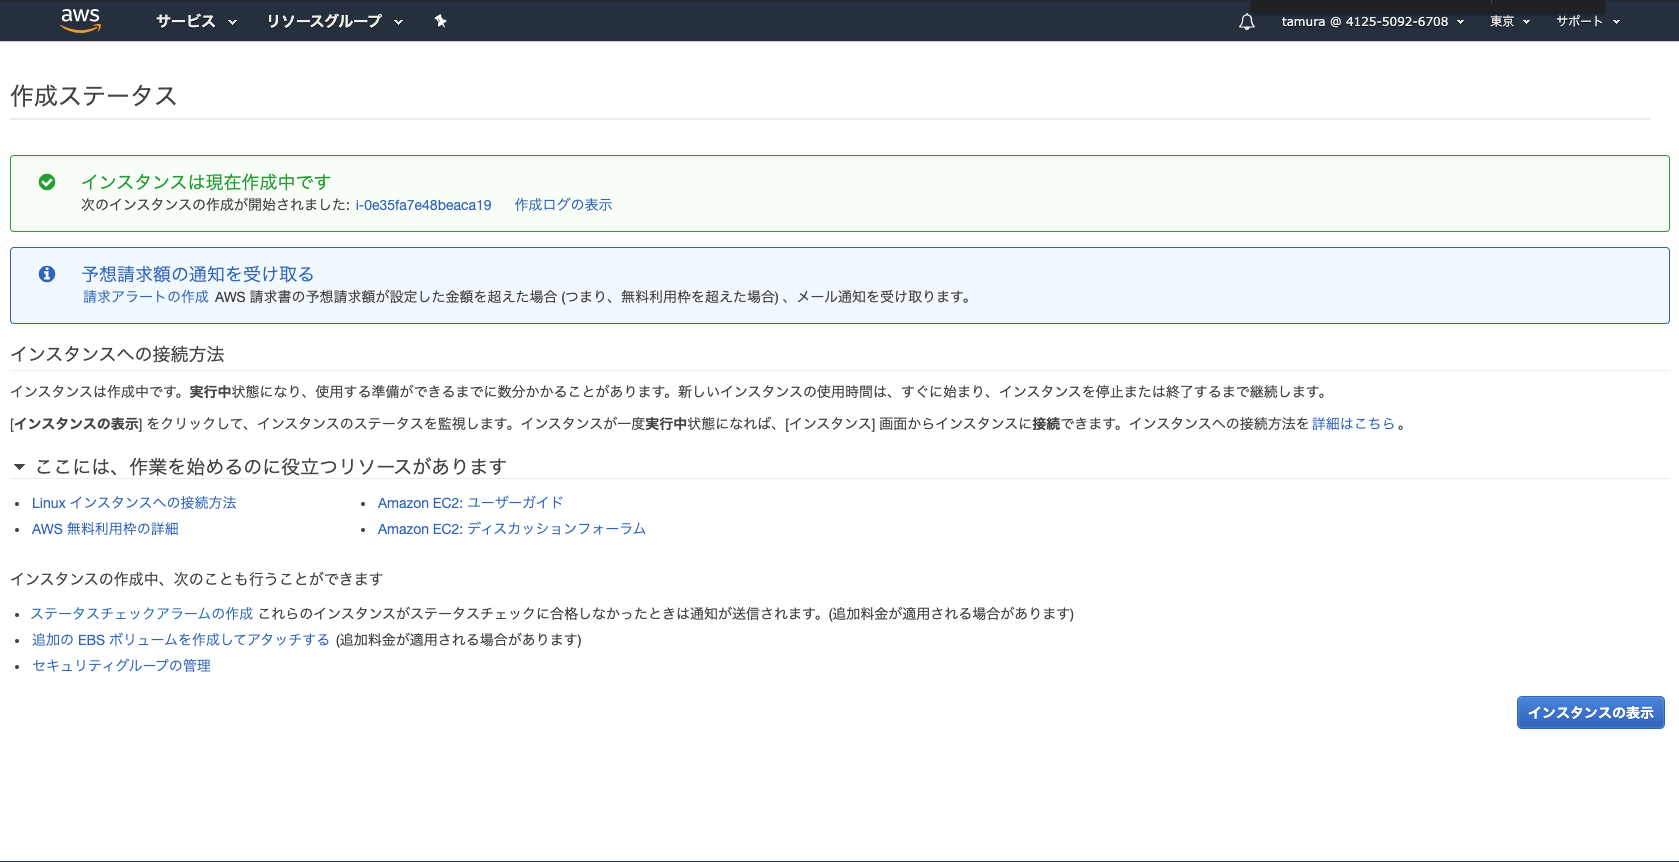 aws サービス リソースグループ tamura @ 4125-5092-6708 東京 サポート
作成ステータス
インスタンスは現在作成中です
次のインスタンスの作成が開始されました: i-0e35fa7e48beaca19 作成ログの表示
予想請求額の通知を受け取る
請求アラートの作成 AWS 請求書の予想請求額が設定した金額を超えた場合 (つまり、無料利用枠を超えた場合) 、メール通知を受け取ります。
インスタンスへの接続方法
インスタンスは作成中です。実行中状態になり、使用する準備ができるまでに数分かかることがあります。新しいインスタンスの使用時間は、すぐに始まり、インスタンスを停止または終了するまで継続します。
[インスタンスの表示] をクリックして、インスタンスのステータスを監視します。インスタンスが一度実行中状態になれば、[インスタンス] 画面からインスタンスに接続できます。インスタンスへの接続方法を 詳細はこちら 。
ここには、作業を始めるのに役立つリソースがあります
• Linux インスタンスへの接続方法 • Amazon EC2: ユーザーガイド
• AWS 無料利用枠の詳細 • Amazon EC2: ディスカッションフォーラム
インスタンスの作成中、次のことも行うことができます
• ステータスチェックアラームの作成 これらのインスタンスがステータスチェックに合格しなかったときは通知が送信されます。(追加料金が適用される場合があります)
• 追加の EBS ボリュームを作成してアタッチする (追加料金が適用される場合があります)
• セキュリティグループの管理
インスタンスの表示